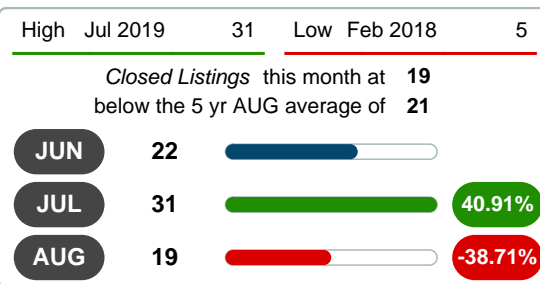 High Jul 2019 31 Low Feb 2018 5
Closed Listings this month at 19
below the 5 yr AUG average of 21
JUN 22
JUL 31 40.91%
AUG 19 -38.71%